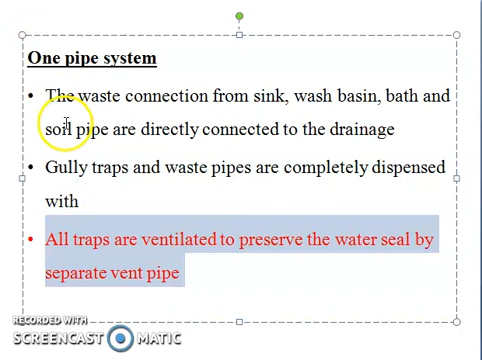 One pipe system
• The waste connection from sink, wash basin, bath and
soil pipe are directly connected to the drainage
• Gully traps and waste pipes are completely dispensed
with
• All traps are ventilated to preserve the water seal by
separate vent pipe
RECORDED WITH
SCREENCAST MATIC